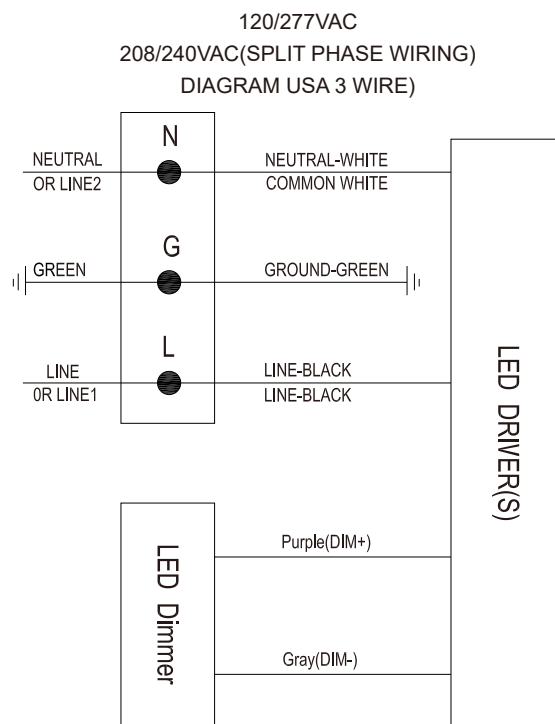 120/277VAC
208/240VAC(SPLIT PHASE WIRING)
DIAGRAM USA 3 WIRE)
N
NEUTRAL
OR LINE2
NEUTRAL-WHITE
COMMON WHITE
G
GREEN
GROUND-GREEN
L
LINE
0R LINE1
LINE-BLACK
LINE-BLACK
LED DRIVER(S)
LED Dimmer
Purple(DIM+)
Gray(DIM-)